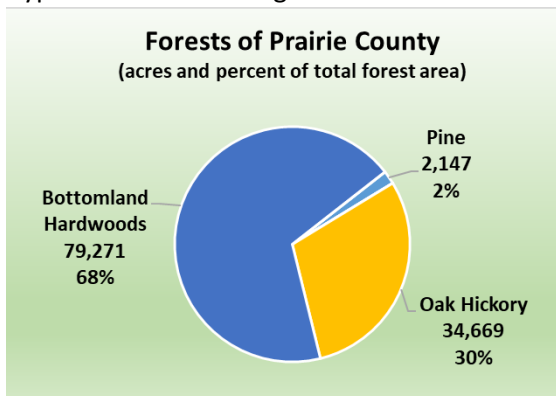 Forests of Prairie County
(acres and percent of total forest area)
Pine
2,147
2%
Bottomland
Hardwoods
79,271
68%
Oak Hickory
34,669
30%